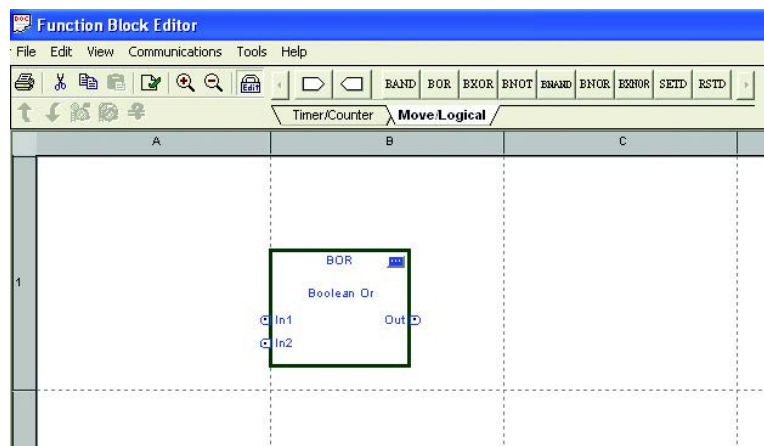 Function Block Editor
File Edit View Communications Tools Help
Edit BAND BOR BXOR BNOT BNAND BNOR BXNOR SETD RSTD
Timer/Counter Move/Logical
A B C
1
BOR
Boolean Or
In1 Out
In2